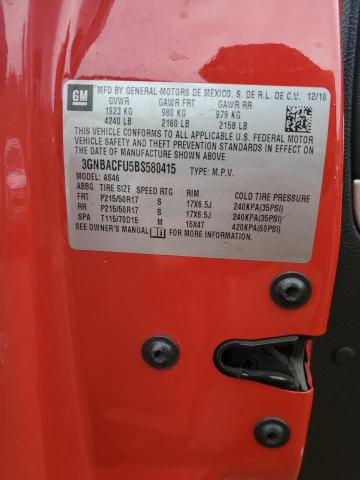 GM
MFD BY GENERAL MOTORS DE MEXICO, S. DE R.L. DE C.V. 12/10
GVWR GAWR FRT GAWR RR
1923 KG 980 KG 979 KG
4240 LB 2160 LB 2158 LB
THIS VEHICLE CONFORMS TO ALL APPLICABLE U.S. FEDERAL MOTOR
VEHICLE SAFETY AND THEFT PREVENTION STANDARDS IN EFFECT
ON THE DATE OF MANUFACTURE SHOWN ABOVE.
3GNBACFU5BS580415 TYPE: M.P.V.
MODEL: AS46
ABBG TIRE SIZE SPEED RTG RIM COLD TIRE PRESSURE
FRT P215/50R17 S 17X6.5J 240KPA(35PSI)
RR P215/50R17 S 17X6.5J 240KPA(35PSI)
SPA T115/70D15 M 15X4T 420KPA(60PSI)
SEE OWNER'S MANUAL FOR MORE INFORMATION